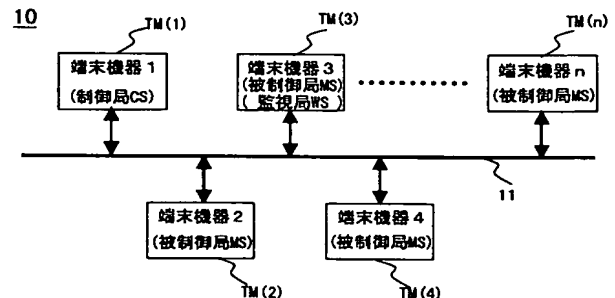 10
TM(1)
TM(3)
TM(n)
端末機器1
(制御局CS)
端末機器3
(被制御局MS)
(監視局WS)
端末機器n
(被制御局MS)
11
端末機器2
(被制御局MS)
端末機器4
(被制御局MS)
TM(2)
TM(4)